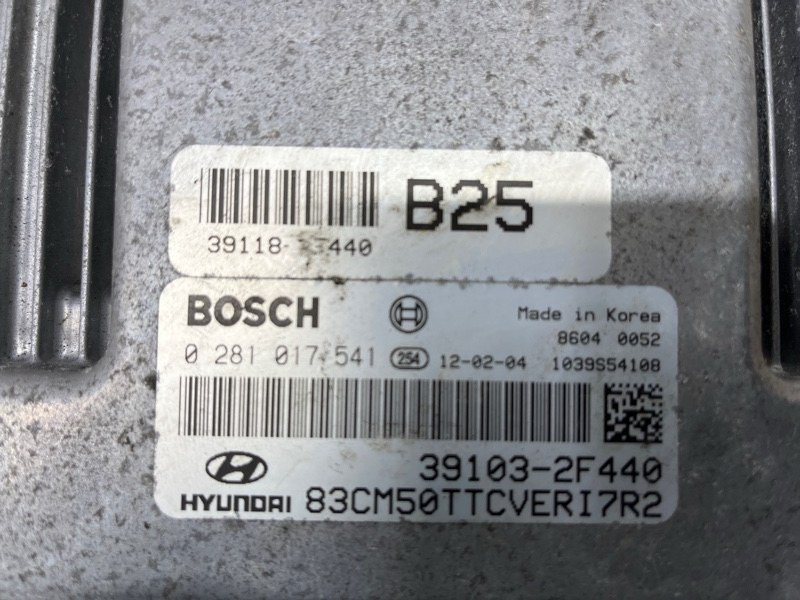 B25
39118- 440
BOSCH
Made in Korea
8604 0052
0 281 017 541 254 12-02-04 1039S54108
39103-2F440
HYUNDAI 83CM50TTCVERI7R2